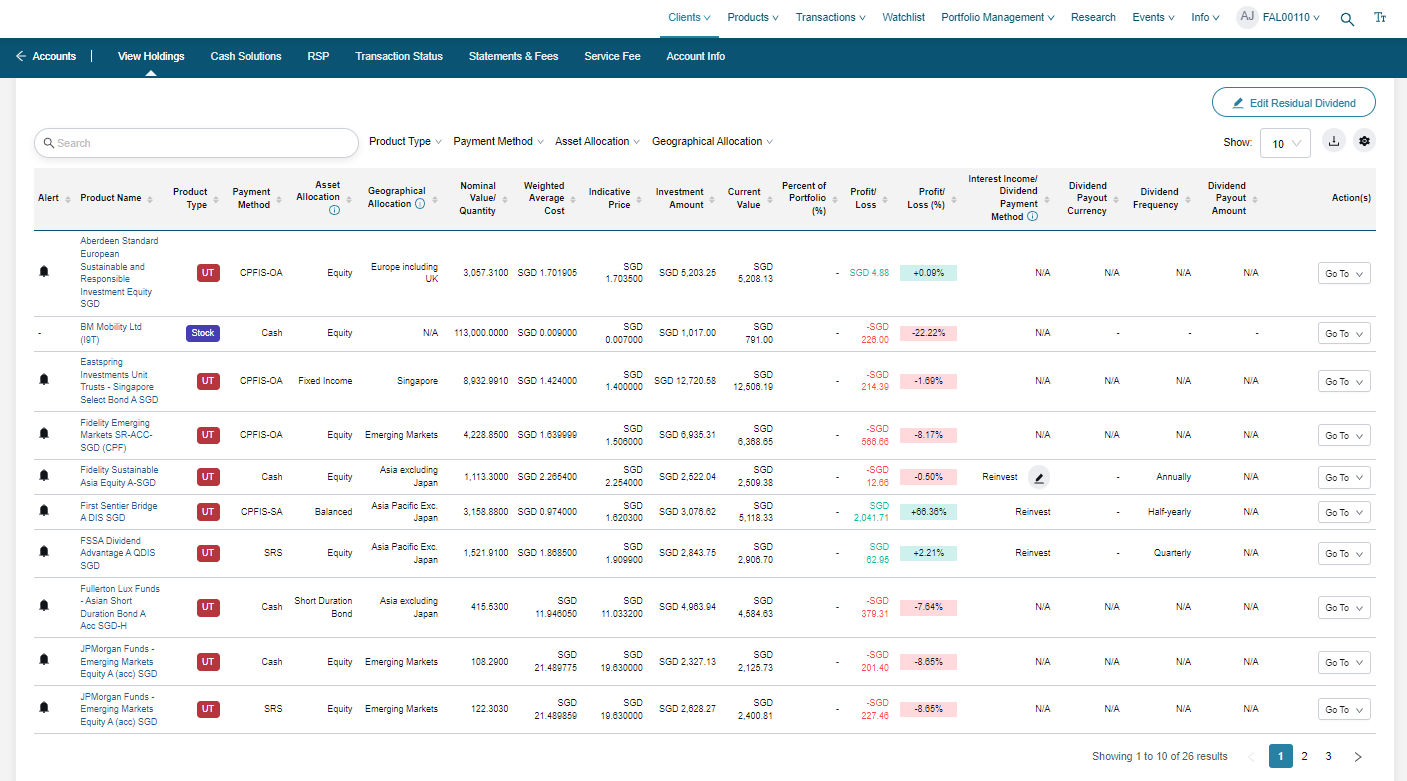 Clients Products Transactions Watchlist Portfolio Management Research Events Info AJ FAL00110 Tт
Accounts | View Holdings Cash Solutions RSP Transaction Status Statements & Fees Service Fee Account Info
Edit Residual Dividend
Search Product Type Payment Method Asset Allocation Geographical Allocation Show: 10
Alert Product Name Product Type Payment Method Asset Allocation Geographical Allocation Nominal Value/ Quantity Weighted Average Cost Indicative Price Investment Amount Current Value Percent of Portfolio (%) Profit/ Loss Profit/ Loss (%) Interest Income/ Dividend Payment Method Dividend Payout Currency Dividend Frequency Dividend Payout Amount Action(s)
Aberdeen Standard European Sustainable and Responsible Investment Equity SGD UT CPFIS-OA Equity Europe including UK 3,057.3100 SGD 1.701905 SGD 1.703500 SGD 5,203.25 SGD 5,208.13 - SGD 4.88 +0.09% N/A N/A N/A N/A Go To
- BM Mobility Ltd (I9T) Stock Cash Equity N/A 113,000.0000 SGD 0.009000 SGD 0.007000 SGD 1,017.00 SGD 791.00 - -SGD 226.00 -22.22% N/A - - - Go To
Eastspring Investments Unit Trusts - Singapore Select Bond A SGD UT CPFIS-OA Fixed Income Singapore 8,932.9910 SGD 1.424000 SGD 1.400000 SGD 12,720.58 SGD 12,506.19 - -SGD 214.39 -1.69% N/A N/A N/A N/A Go To
Fidelity Emerging Markets SR-ACC-SGD (CPF) UT CPFIS-OA Equity Emerging Markets 4,228.8500 SGD 1.639999 SGD 1.506000 SGD 6,935.31 SGD 6,368.65 - -SGD 566.66 -8.17% N/A N/A N/A N/A Go To
Fidelity Sustainable Asia Equity A-SGD UT Cash Equity Asia excluding Japan 1,113.3000 SGD 2.265400 SGD 2.254000 SGD 2,522.04 SGD 2,509.38 - -SGD 12.66 -0.50% Reinvest - Annually N/A Go To
First Sentier Bridge A DIS SGD UT CPFIS-SA Balanced Asia Pacific Exc. Japan 3,158.8800 SGD 0.974000 SGD 1.620300 SGD 3,076.62 SGD 5,118.33 - SGD 2,041.71 +66.36% Reinvest - Half-yearly N/A Go To
FSSA Dividend Advantage A QDIS SGD UT SRS Equity Asia Pacific Exc. Japan 1,521.9100 SGD 1.868500 SGD 1.909900 SGD 2,843.75 SGD 2,906.70 - SGD 62.95 +2.21% Reinvest - Quarterly N/A Go To
Fullerton Lux Funds - Asian Short Duration Bond A Acc SGD-H UT Cash Short Duration Bond Asia excluding Japan 415.5300 SGD 11.946050 SGD 11.033200 SGD 4,963.94 SGD 4,584.63 - -SGD 379.31 -7.64% N/A N/A N/A N/A Go To
JPMorgan Funds - Emerging Markets Equity A (acc) SGD UT Cash Equity Emerging Markets 108.2900 SGD 21.489775 SGD 19.630000 SGD 2,327.13 SGD 2,125.73 - -SGD 201.40 -8.65% N/A N/A N/A N/A Go To
JPMorgan Funds - Emerging Markets Equity A (acc) SGD UT SRS Equity Emerging Markets 122.3030 SGD 21.489859 SGD 19.630000 SGD 2,628.27 SGD 2,400.81 - -SGD 227.46 -8.65% N/A N/A N/A N/A Go To
Showing 1 to 10 of 26 results 1 2 3